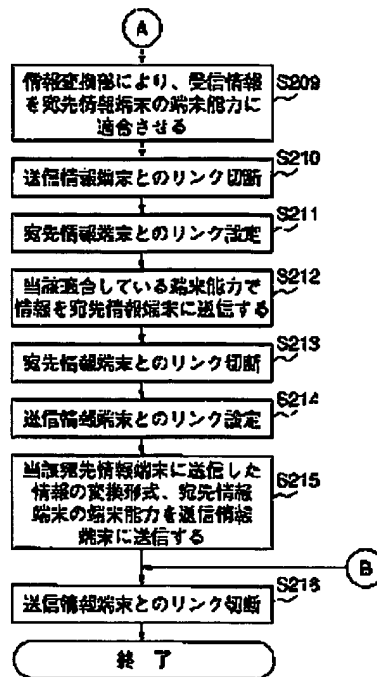 A
情報変換部により、受信情報
を宛先情報端末の端末能力に
適合させる
S209
送信情報端末とのリンク切断
S210
宛先情報端末とのリンク設定
S211
当該適合している端末能力で
情報を宛先情報端末に送信する
S212
宛先情報端末とのリンク切断
S213
送信情報端末とのリンク設定
S214
当該宛先情報端末に送信した
情報の変換形式、宛先情報
端末の端末能力を送信情報
端末に送信する
S215
B
送信情報端末とのリンク切断
S216
終了